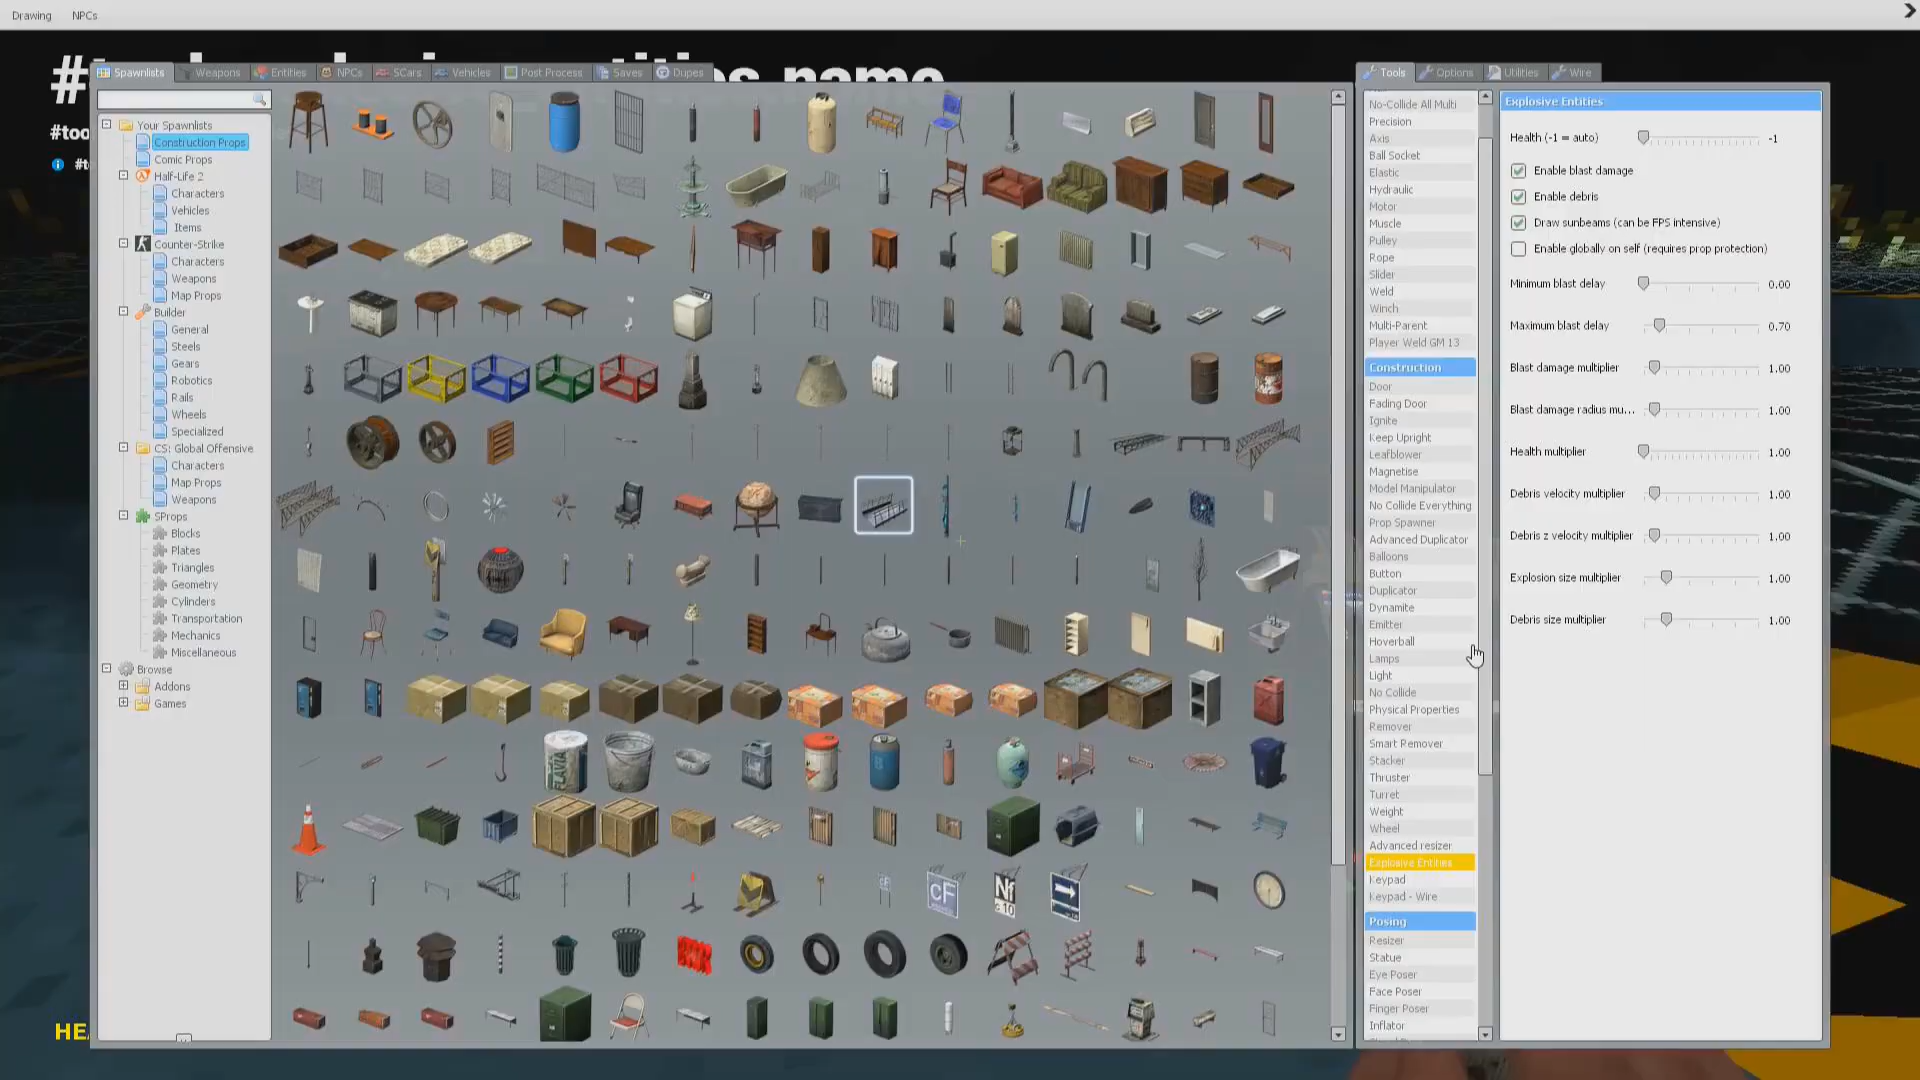 Drawing NPCs
Spawnlists Weapons Entities NPCs SCars Vehicles Post Process Saves Dupes
Tools Options Utilities Wire
#too
HE
Your Spawnlists
Construction Props
Comic Props
Half-Life 2
Characters
Vehicles
Items
Counter-Strike
Characters
Weapons
Map Props
Builder
General
Steels
Gears
Robotics
Rails
Wheels
Specialized
CS: Global Offensive
Characters
Map Props
Weapons
SProps
Blocks
Plates
Triangles
Geometry
Cylinders
Transportation
Mechanics
Miscellaneous
Browse
Addons
Games
FLAVIA
cF
Nf
c 10
No-Collide All Multi
Precision
Axis
Ball Socket
Elastic
Hydraulic
Motor
Muscle
Pulley
Rope
Slider
Weld
Winch
Multi-Parent
Player Weld GM 13
Construction
Door
Fading Door
Ignite
Keep Upright
Leafblower
Magnetise
Model Manipulator
No Collide Everything
Prop Spawner
Advanced Duplicator
Balloons
Button
Duplicator
Dynamite
Emitter
Hoverball
Lamps
Light
No Collide
Physical Properties
Remover
Smart Remover
Stacker
Thruster
Turret
Weight
Wheel
Advanced resizer
Explosive Entities
Keypad
Keypad - Wire
Posing
Resizer
Statue
Eye Poser
Face Poser
Finger Poser
Inflator
Explosive Entities
Health (-1 = auto) -1
Enable blast damage
Enable debris
Draw sunbeams (can be FPS intensive)
Enable globally on self (requires prop protection)
Minimum blast delay 0.00
Maximum blast delay 0.70
Blast damage multiplier 1.00
Blast damage radius mu... 1.00
Health multiplier 1.00
Debris velocity multiplier 1.00
Debris z velocity multiplier 1.00
Explosion size multiplier 1.00
Debris size multiplier 1.00